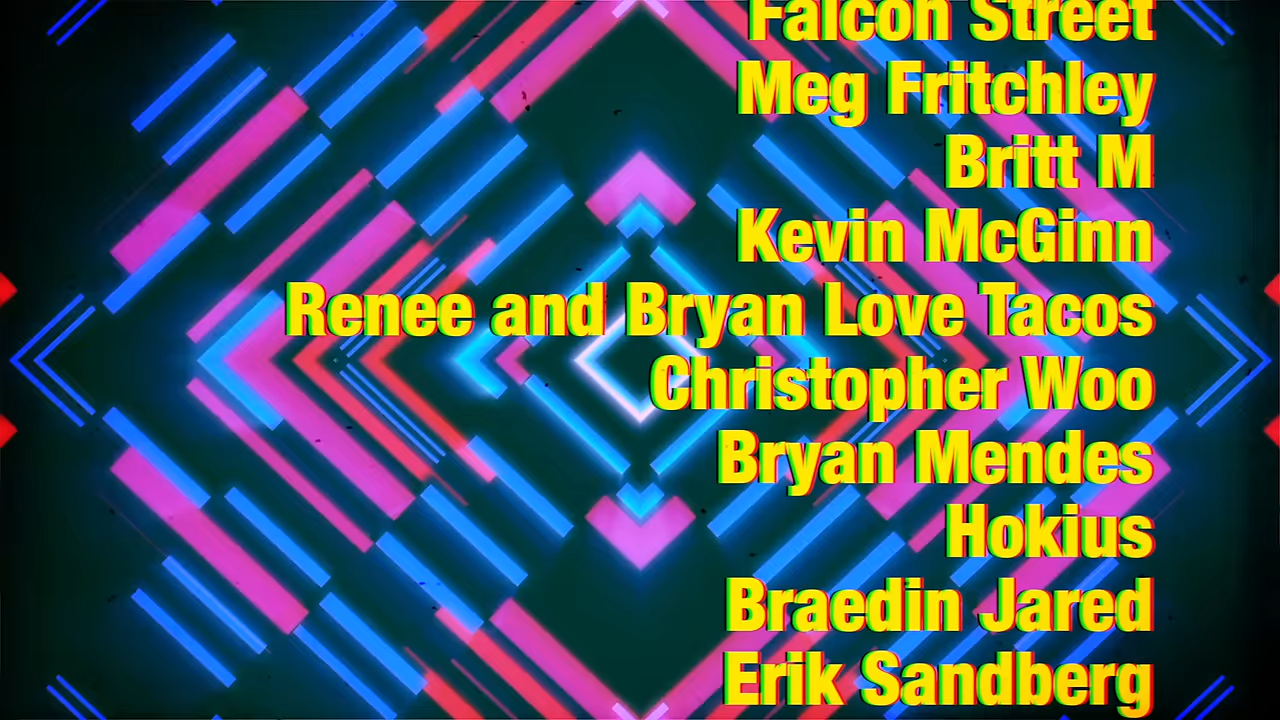 Falcon Street
Meg Fritchley
Britt M
Kevin McGinn
Renee and Bryan Love Tacos
Christopher Woo
Bryan Mendes
Hokius
Braedin Jared
Erik Sandberg